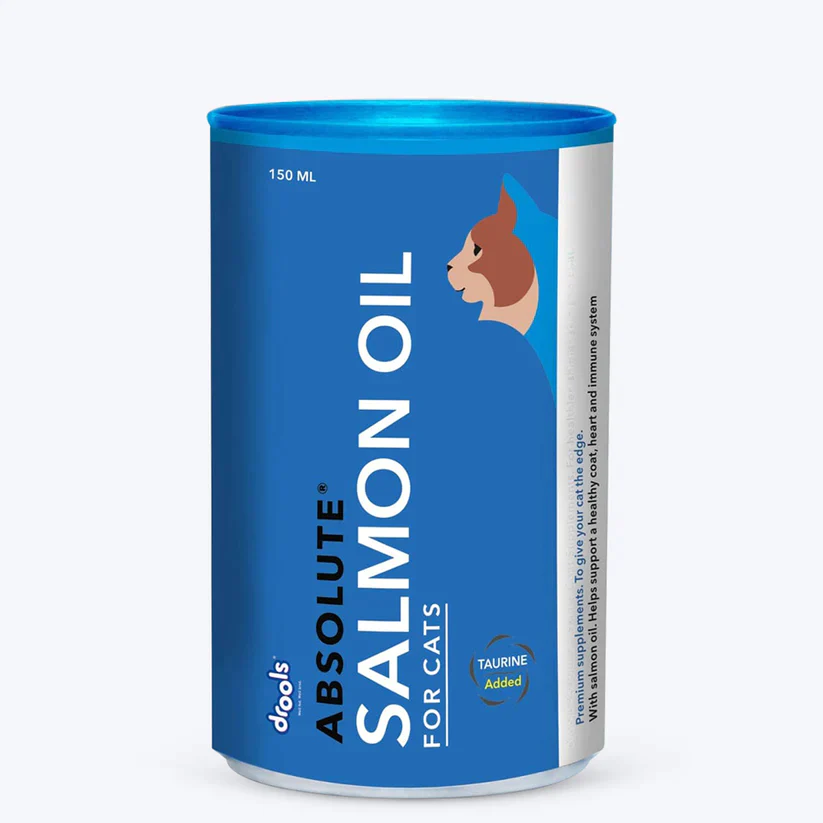 150 ML
drools®
ABSOLUTE®
SALMON OIL
FOR CATS
TAURINE
Added
Premium supplements. To give your cat the edge.
With salmon oil. Helps support a healthy coat, heart and immune system